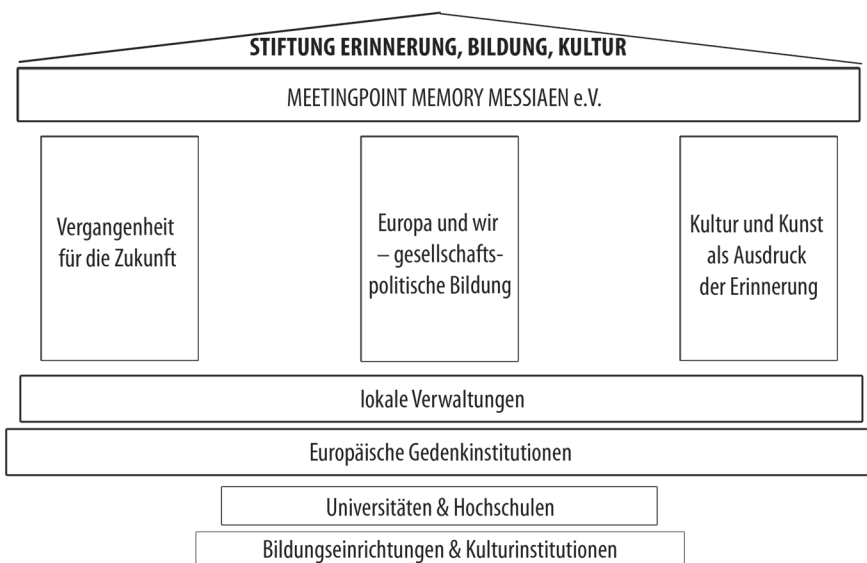 STIFTUNG ERINNERUNG, BILDUNG, KULTUR
MEETINGPOINT MEMORY MESSIAEN e.V.
Vergangenheit
für die Zukunft
Europa und wir
– gesellschafts-
politische Bildung
Kultur und Kunst
als Ausdruck
der Erinnerung
lokale Verwaltungen
Europäische Gedenkinstitutionen
Universitäten & Hochschulen
Bildungseinrichtungen & Kulturinstitutionen